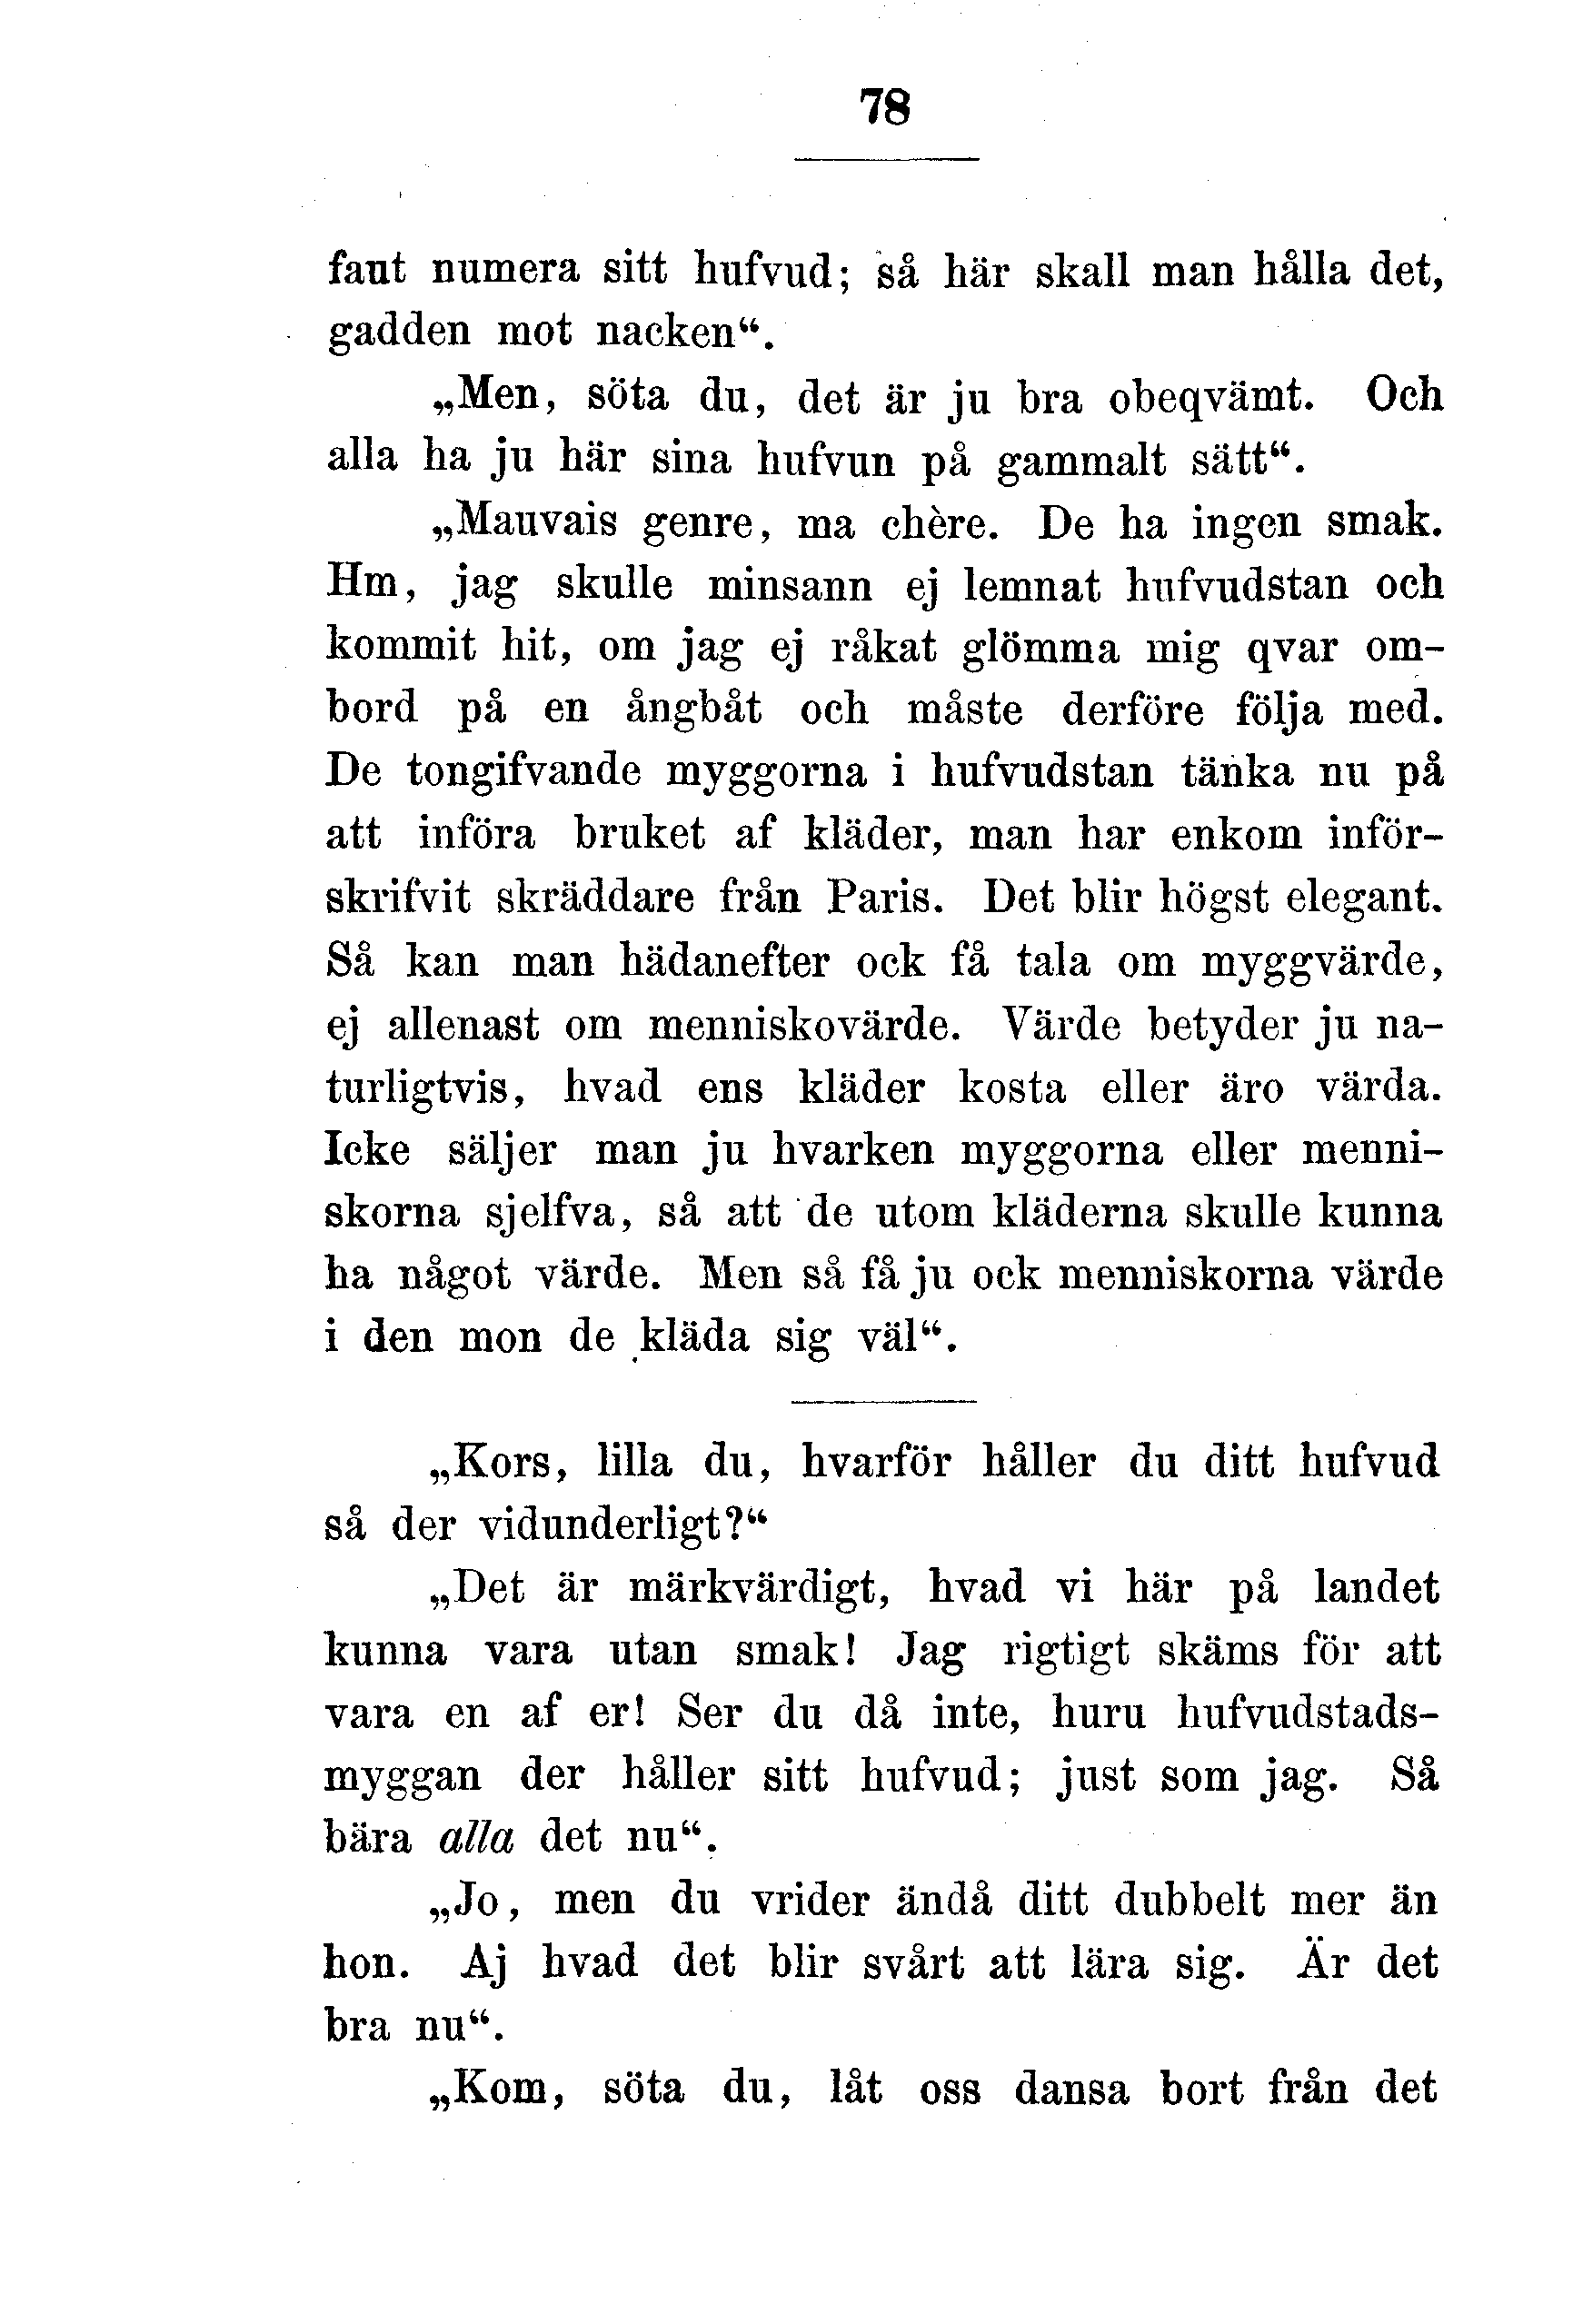 78
faut numera sitt hufvud; så här skall man hålla det,
gadden mot nacken“.
„Men, söta du, det är ju bra obeqvämt. Och
alla ha ju här sina hufvun på gammalt sätt“.
„Mauvais genre, ma chère. De ha ingen smak.
Hm, jag skulle minsann ej lemnat hufvudstan och
kommit hit, om jag ej råkat glömma mig qvar om-
bord på en ångbåt och måste derföre följa med.
De tongifvande myggorna i hufvudstan tänka nu på
att införa bruket af kläder, man har enkom inför-
skrifvit skräddare från Paris. Det blir högst elegant.
Så kan man hädanefter ock få tala om myggvärde,
ej allenast om menniskovärde. Värde betyder ju na-
turligtvis, hvad ens kläder kosta eller äro värda.
Icke säljer man ju hvarken myggorna eller menni-
skorna sjelfva, så att de utom kläderna skulle kunna
ha något värde. Men så få ju ock menniskorna värde
i den mon de kläda sig väl“.
„Kors, lilla du, hvarför håller du ditt hufvud
så der vidunderligt?“
„Det är märkvärdigt, hvad vi här på landet
kunna vara utan smak! Jag rigtigt skäms för att
vara en af er! Ser du då inte, huru hufvudstads-
myggan der håller sitt hufvud; just som jag. Så
bära alla det nu“.
„Jo, men du vrider ändå ditt dubbelt mer än
hon. Aj hvad det blir svårt att lära sig. Är det
bra nu“.
„Kom, söta du, låt oss dansa bort från det